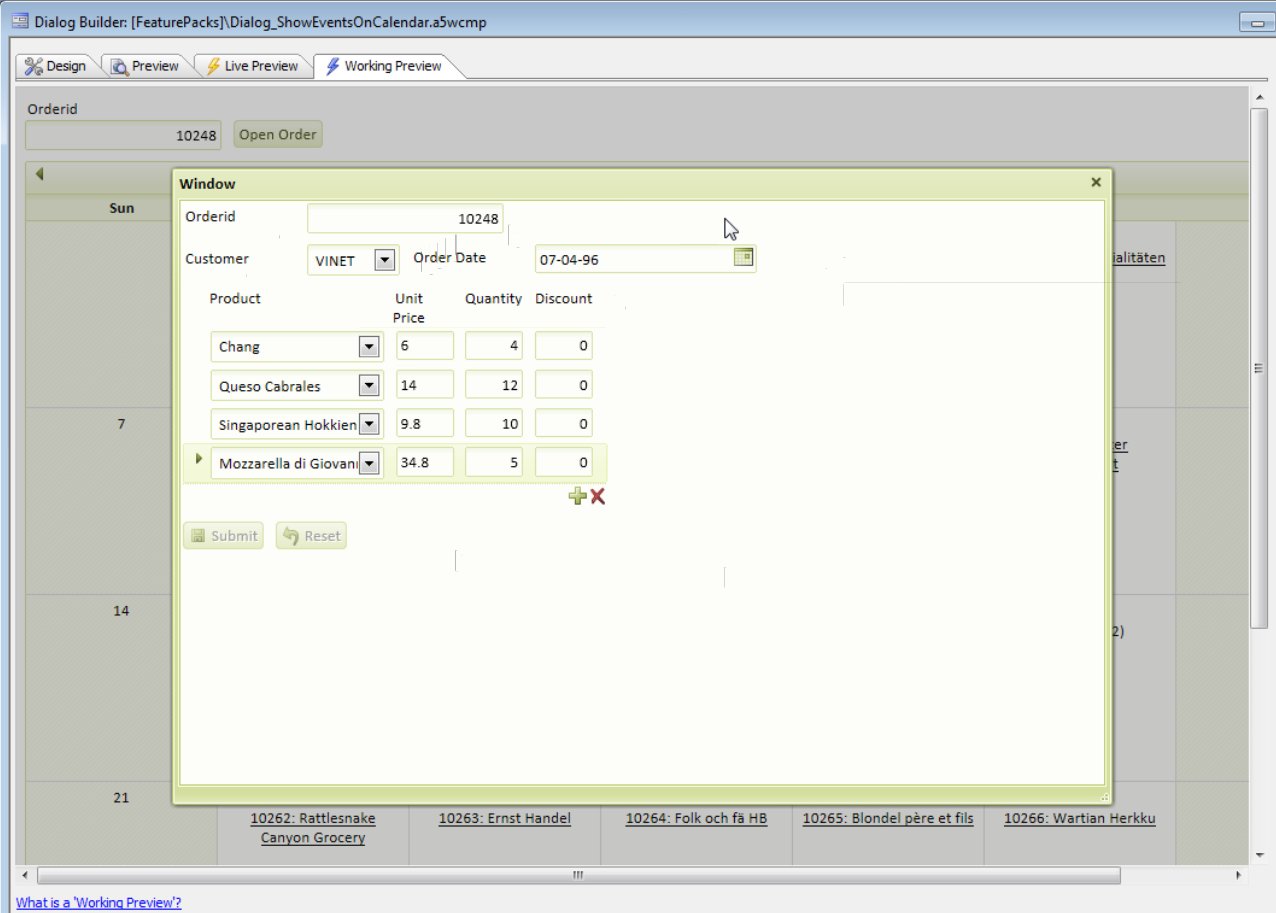 Dialog Builder: [FeaturePacks]\Dialog_ShowEventsOnCalendar.a5wcmp
Design Preview Live Preview Working Preview
Orderid
10248 Open Order
Window
Sun
Orderid 10248
Customer VINET Order Date 07-04-96
ialitäten
Product Unit Price Quantity Discount
Chang 6 4 0
Queso Cabrales 14 12 0
7 Singaporean Hokkien 9.8 10 0
er
t
Mozzarella di Giovan 34.8 5 0
Submit Reset
14
2)
21
10262: Rattlesnake Canyon Grocery
10263: Ernst Handel
10264: Folk och fä HB
10265: Blondel père et fils
10266: Wartian Herkku
What is a 'Working Preview'?